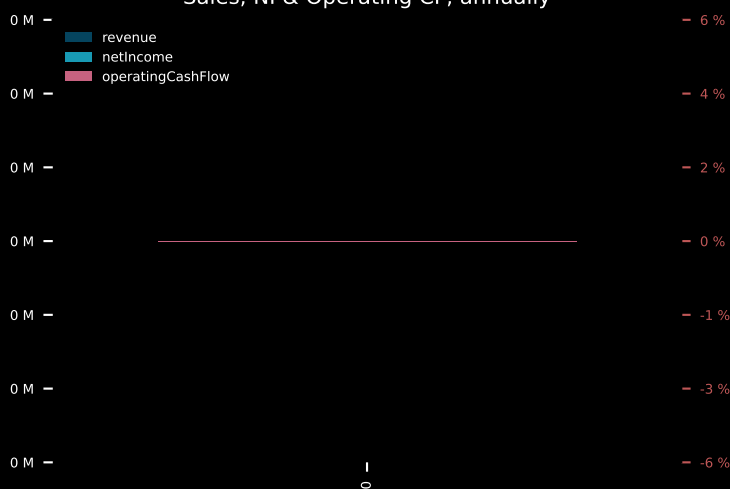 Sales, NI & Operating CF, annually
revenue
netIncome
operatingCashFlow
0 M
0 M
0 M
0 M
0 M
0 M
0 M
6 %
4 %
2 %
0 %
-1 %
-3 %
-6 %
0